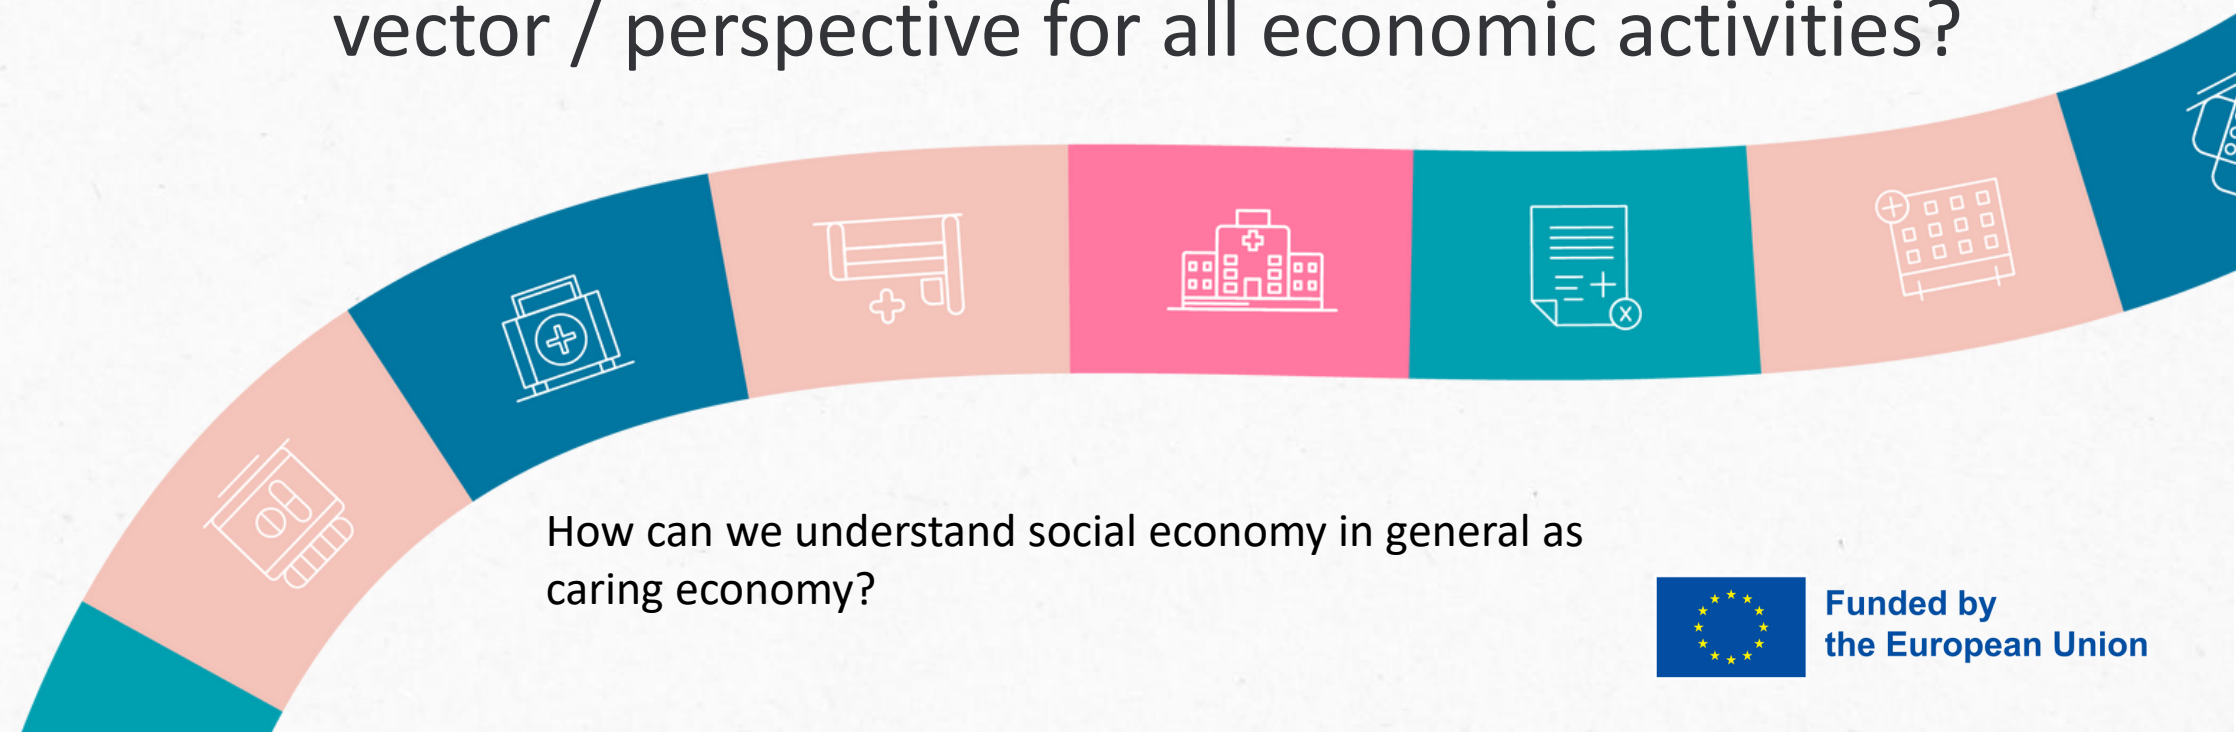 vector / perspective for all economic activities?
How can we understand social economy in general as
caring economy?
Funded by
the European Union